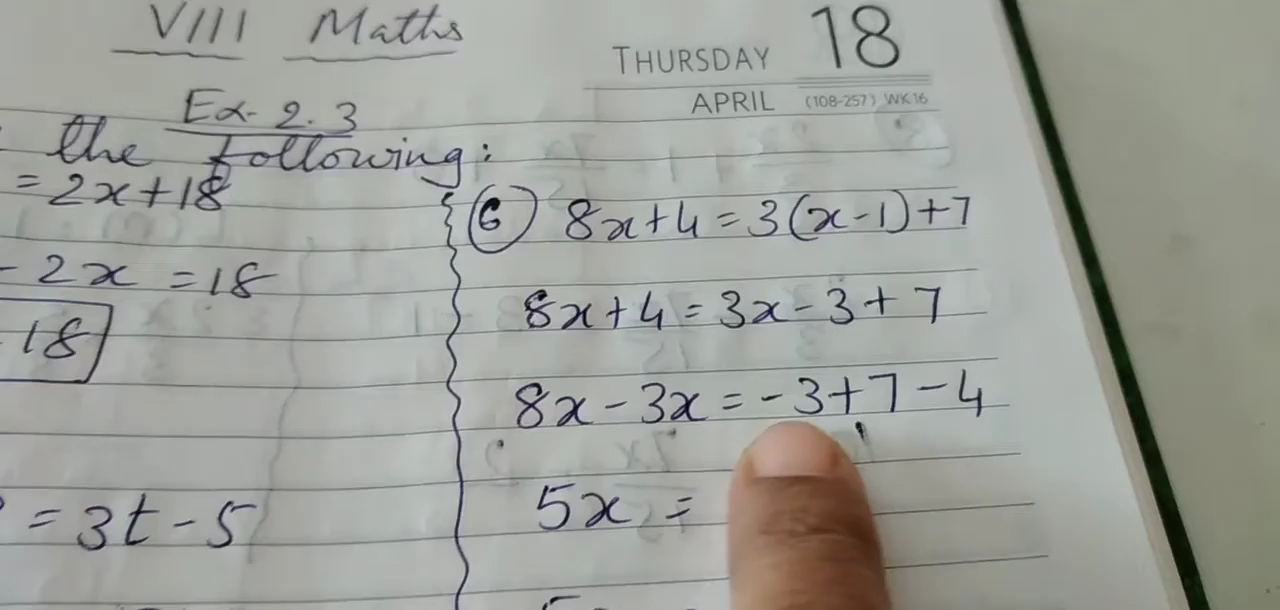 VIII Maths
THURSDAY 18
APRIL (108-257) WK16
Ex-2.3
the following:
= 2x+18
- 2x = 18
18
= 3t - 5
6 8x+4 = 3(x-1)+7
8x+4 = 3x-3+7
8x-3x = -3+7-4
5x =